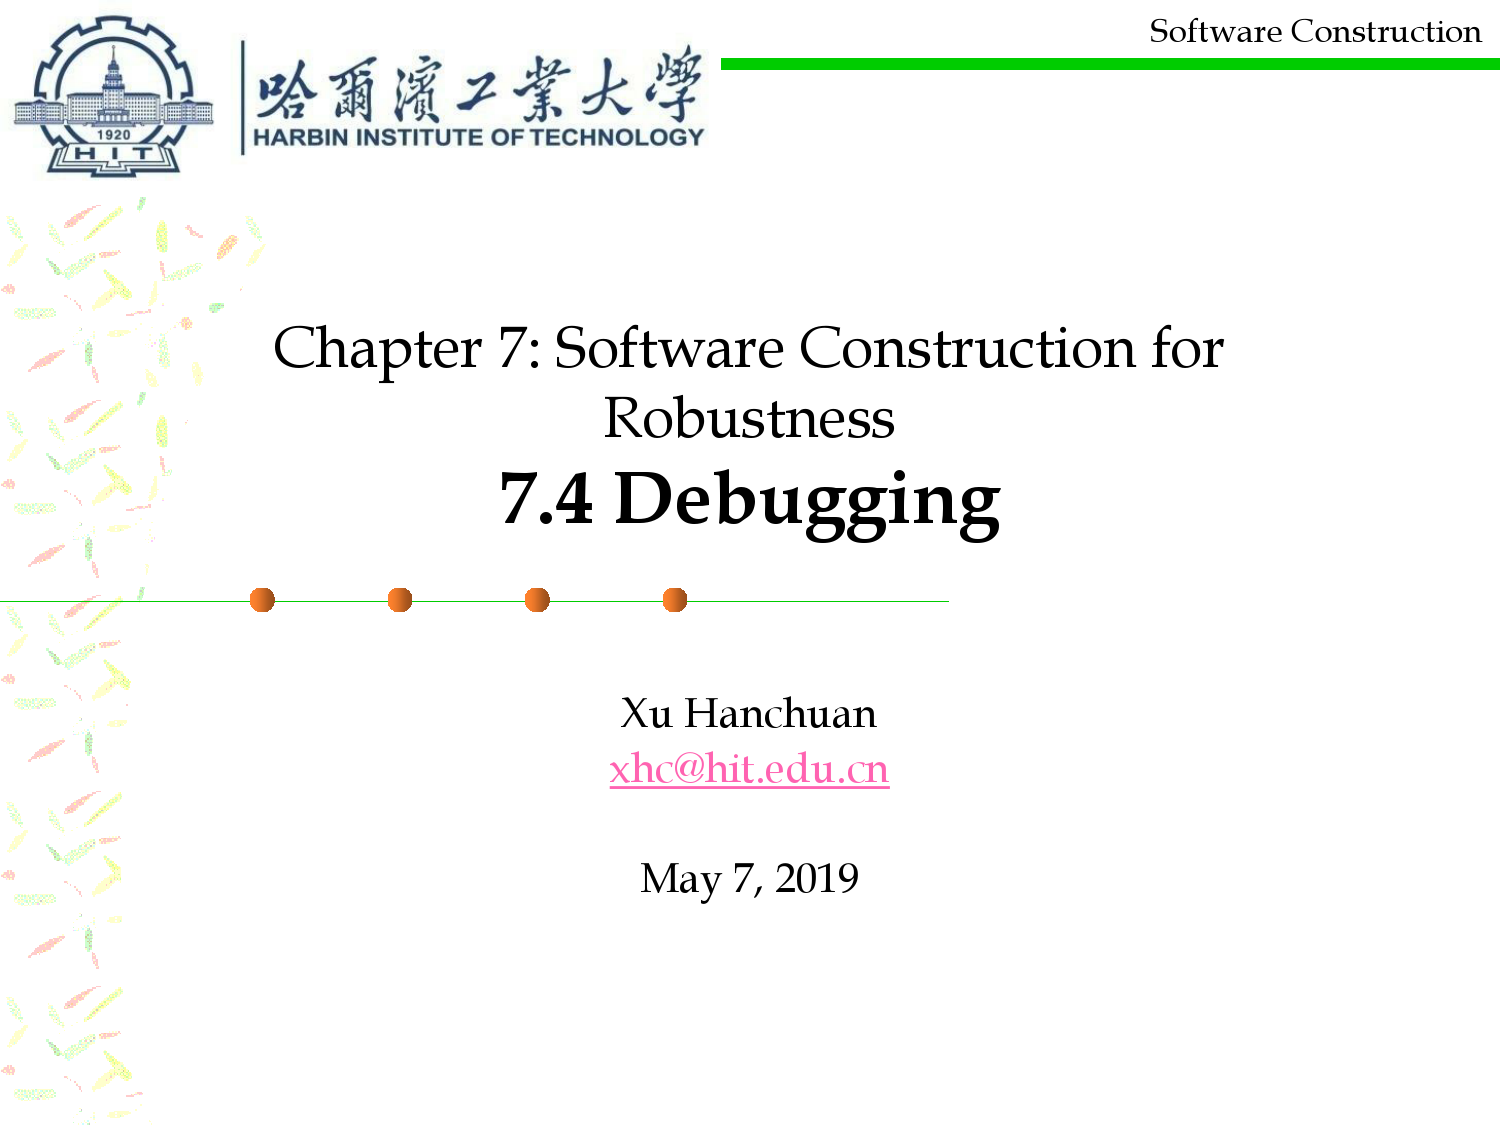 Software Construction
哈爾濱工業大學
HARBIN INSTITUTE OF TECHNOLOGY
1920
HIT
Chapter 7: Software Construction for
Robustness
7.4 Debugging
Xu Hanchuan
xhc@hit.edu.cn
May 7, 2019